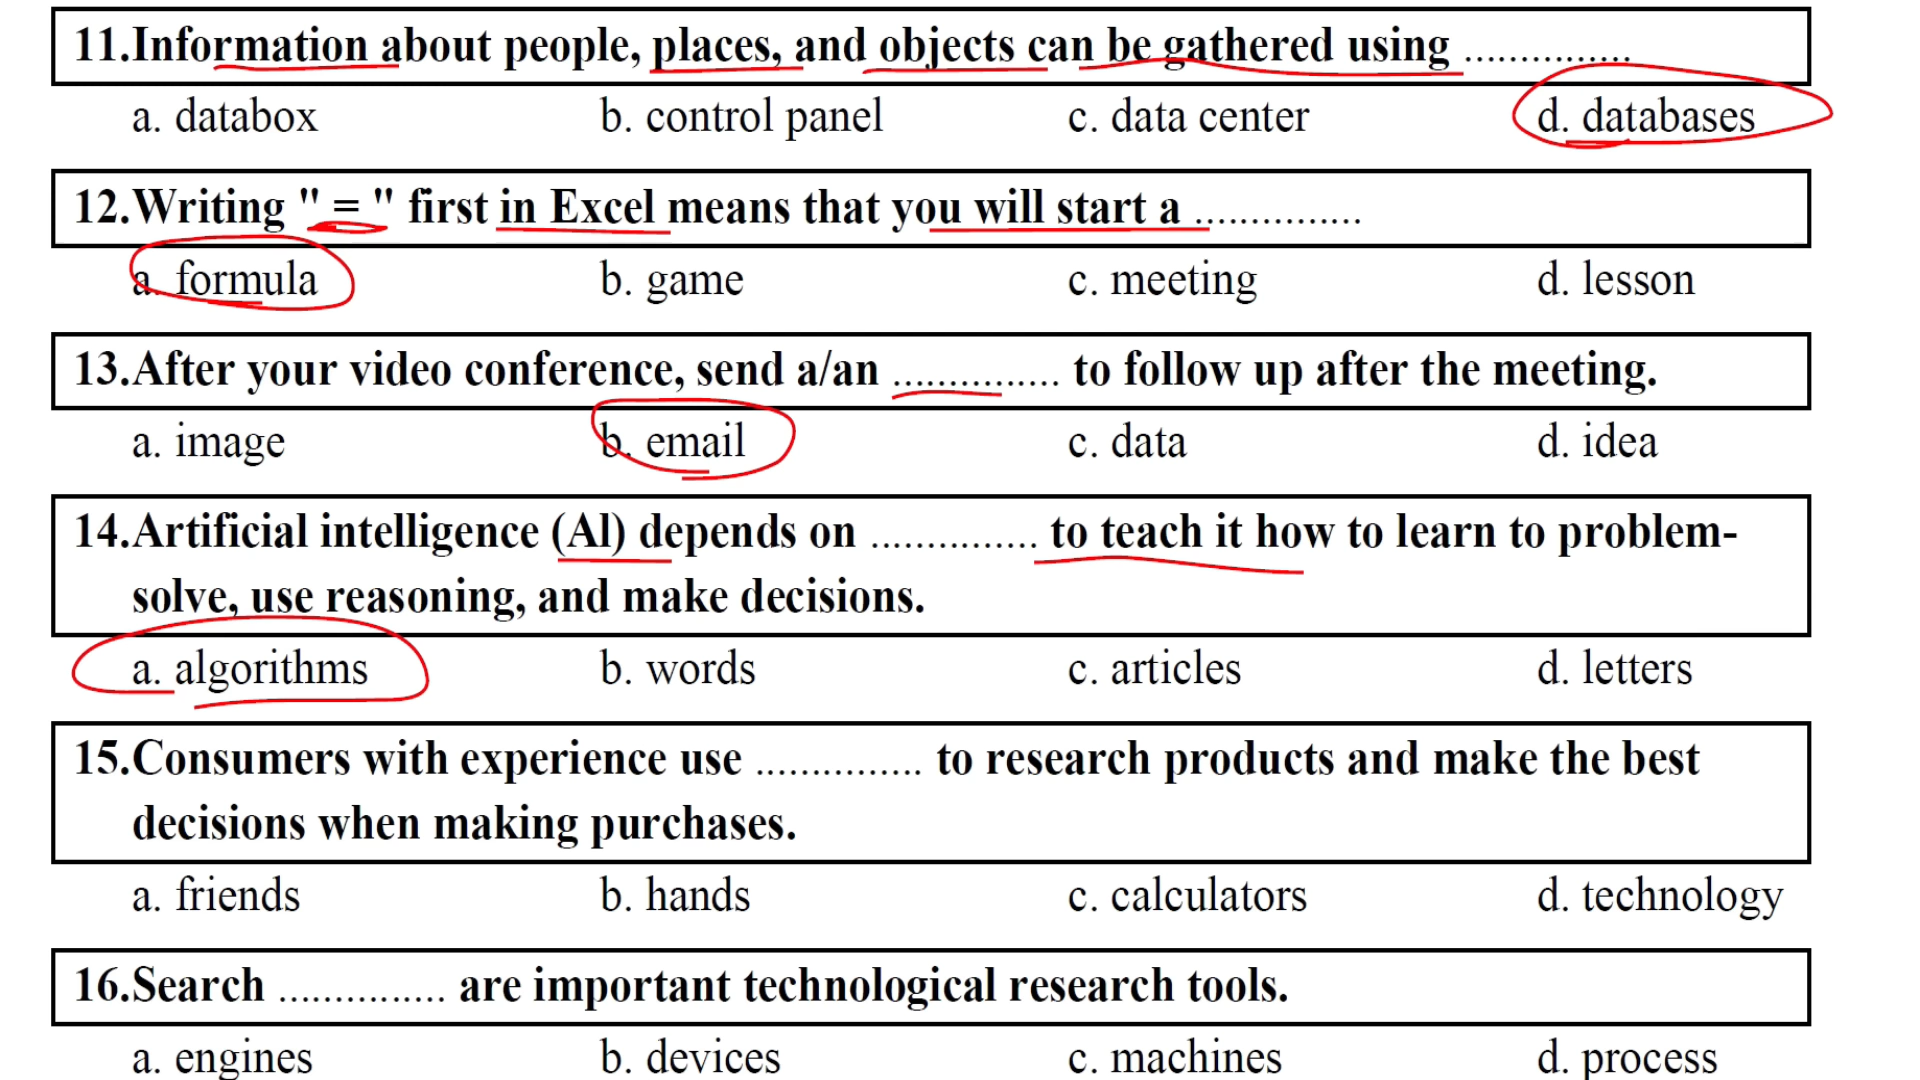 11.Information about people, places, and objects can be gathered using ...............
a. databox b. control panel c. data center d. databases
12.Writing " = " first in Excel means that you will start a ...............
a. formula b. game c. meeting d. lesson
13.After your video conference, send a/an ............... to follow up after the meeting.
a. image b. email c. data d. idea
14.Artificial intelligence (Al) depends on ............... to teach it how to learn to problem-
solve, use reasoning, and make decisions.
a. algorithms b. words c. articles d. letters
15.Consumers with experience use ............... to research products and make the best
decisions when making purchases.
a. friends b. hands c. calculators d. technology
16.Search ............... are important technological research tools.
a. engines b. devices c. machines d. process